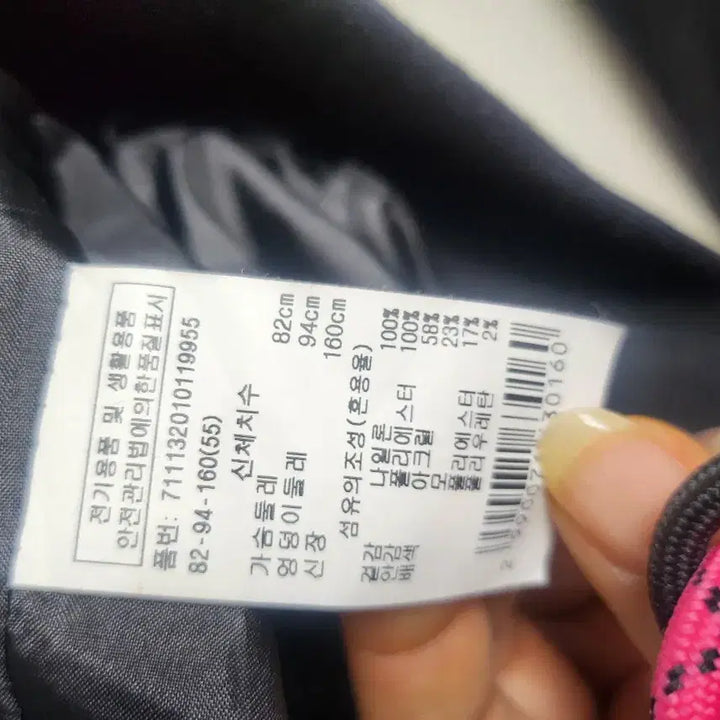 전기용품 및 생활용품
안전관리법에의한품질표시
품번: 711132010119955
82-94-160(55)
신체치수
가슴둘레 82cm
엉덩이둘레 94cm
신장 160cm
섬유의조성(혼용율)
겉감 나일론 100%
안감 폴리에스터 100%
배색 아크릴 58%
모 23%
폴리에스터 17%
폴리우레탄 2%
30160